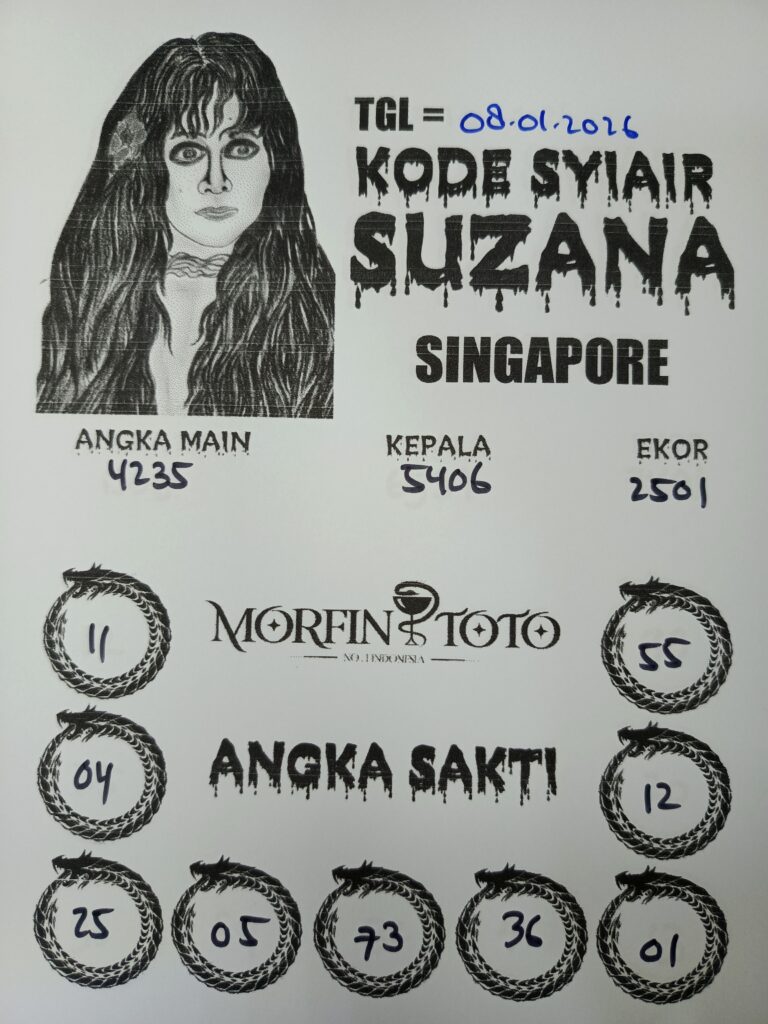 TGL = 08.01.2026
KODE SYIAIR
SUZANA
SINGAPORE
ANGKA MAIN KEPALA EKOR
4235 5406 2501
MORFIN TOTO
NO.1 INDONESIA
11 55
ANGKA SAKTI
04 12
25 05 73 36 01